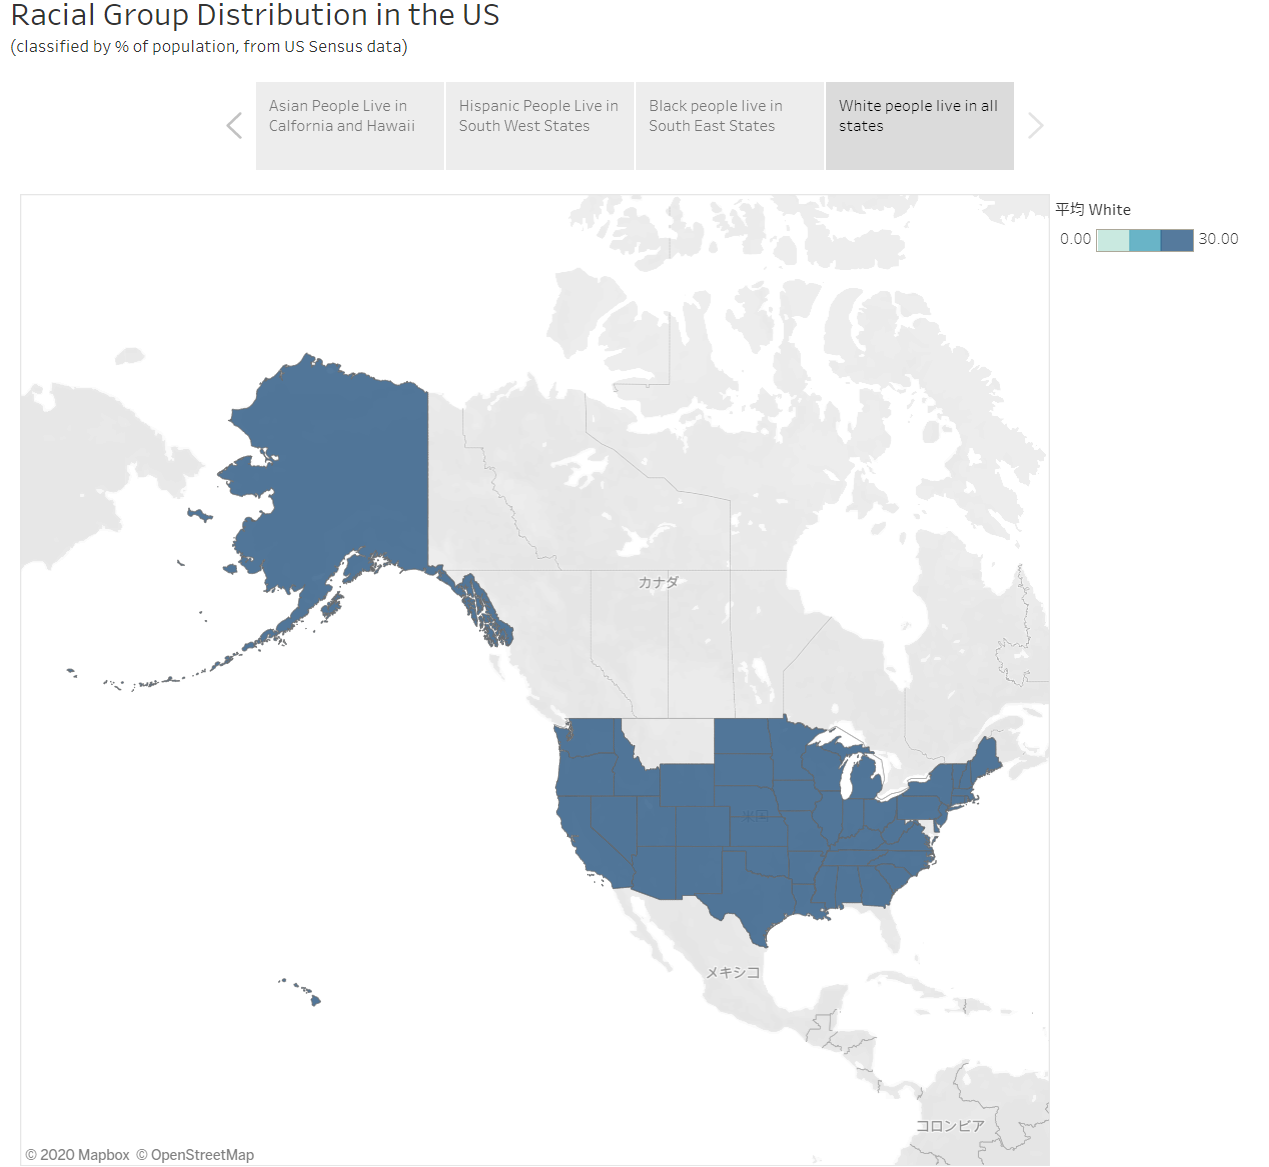 Racial Group Distribution in the US
(classified by % of population, from US Sensus data)
Asian People Live in
Calfornia and Hawaii
Hispanic People Live in
South West States
Black people live in
South East States
White people live in all
states
平均 White
0.00
30.00
カナダ
米国
メキシコ
コロンビア
© 2020 Mapbox © OpenStreetMap